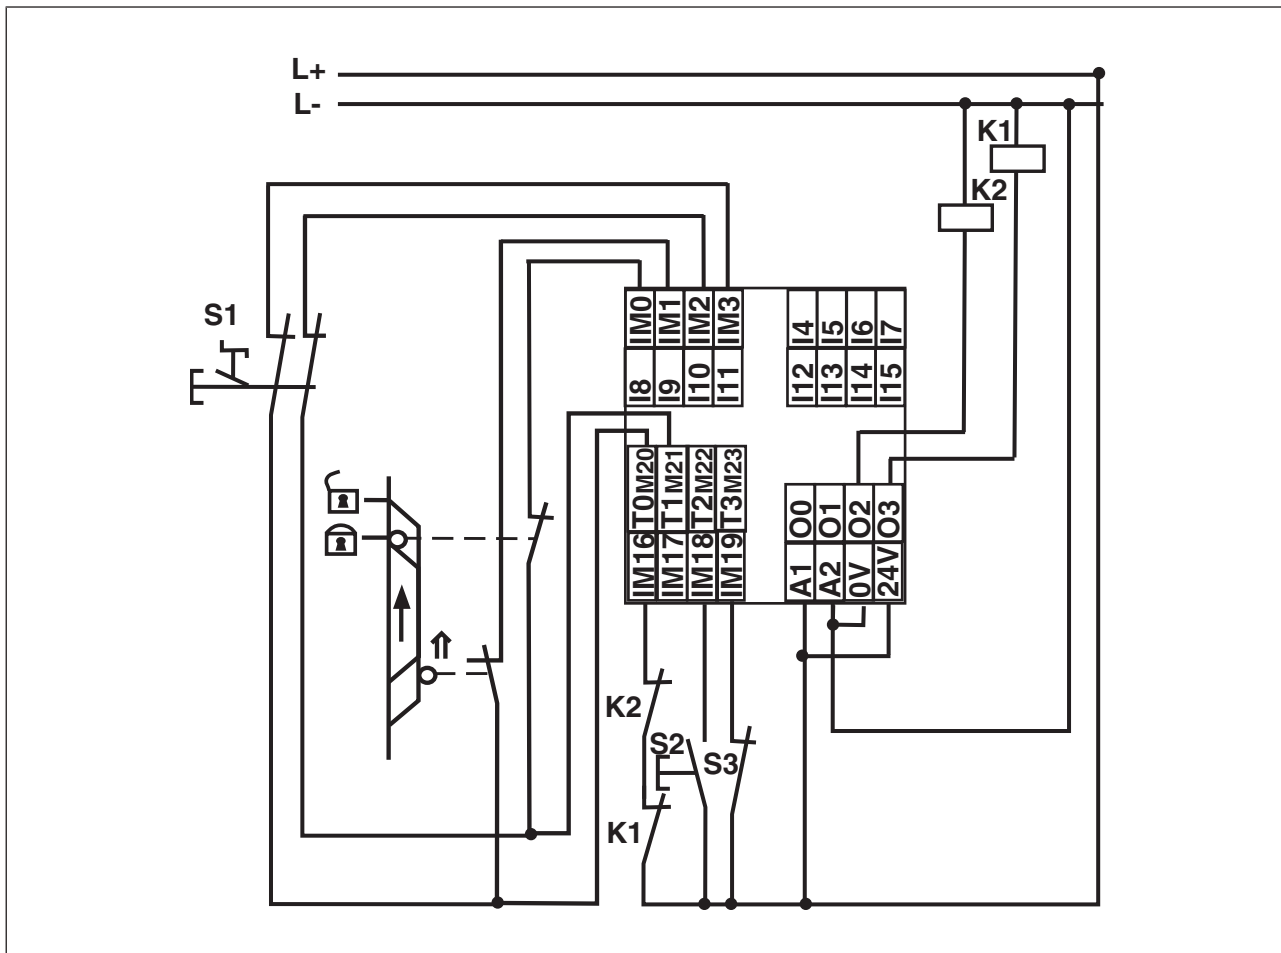 L+
L-
K1
K2
S1
IM0 IM1 IM2 IM3
I4 I5 I6 I7
I8 I9 I10 I11
I12 I13 I14 I15
T0M20 T1M21 T2M22 T3M23
IM16 IM17 IM18 IM19
O0 O1 O2 O3
A1 A2 0V 24V
K2
S2
S3
K1